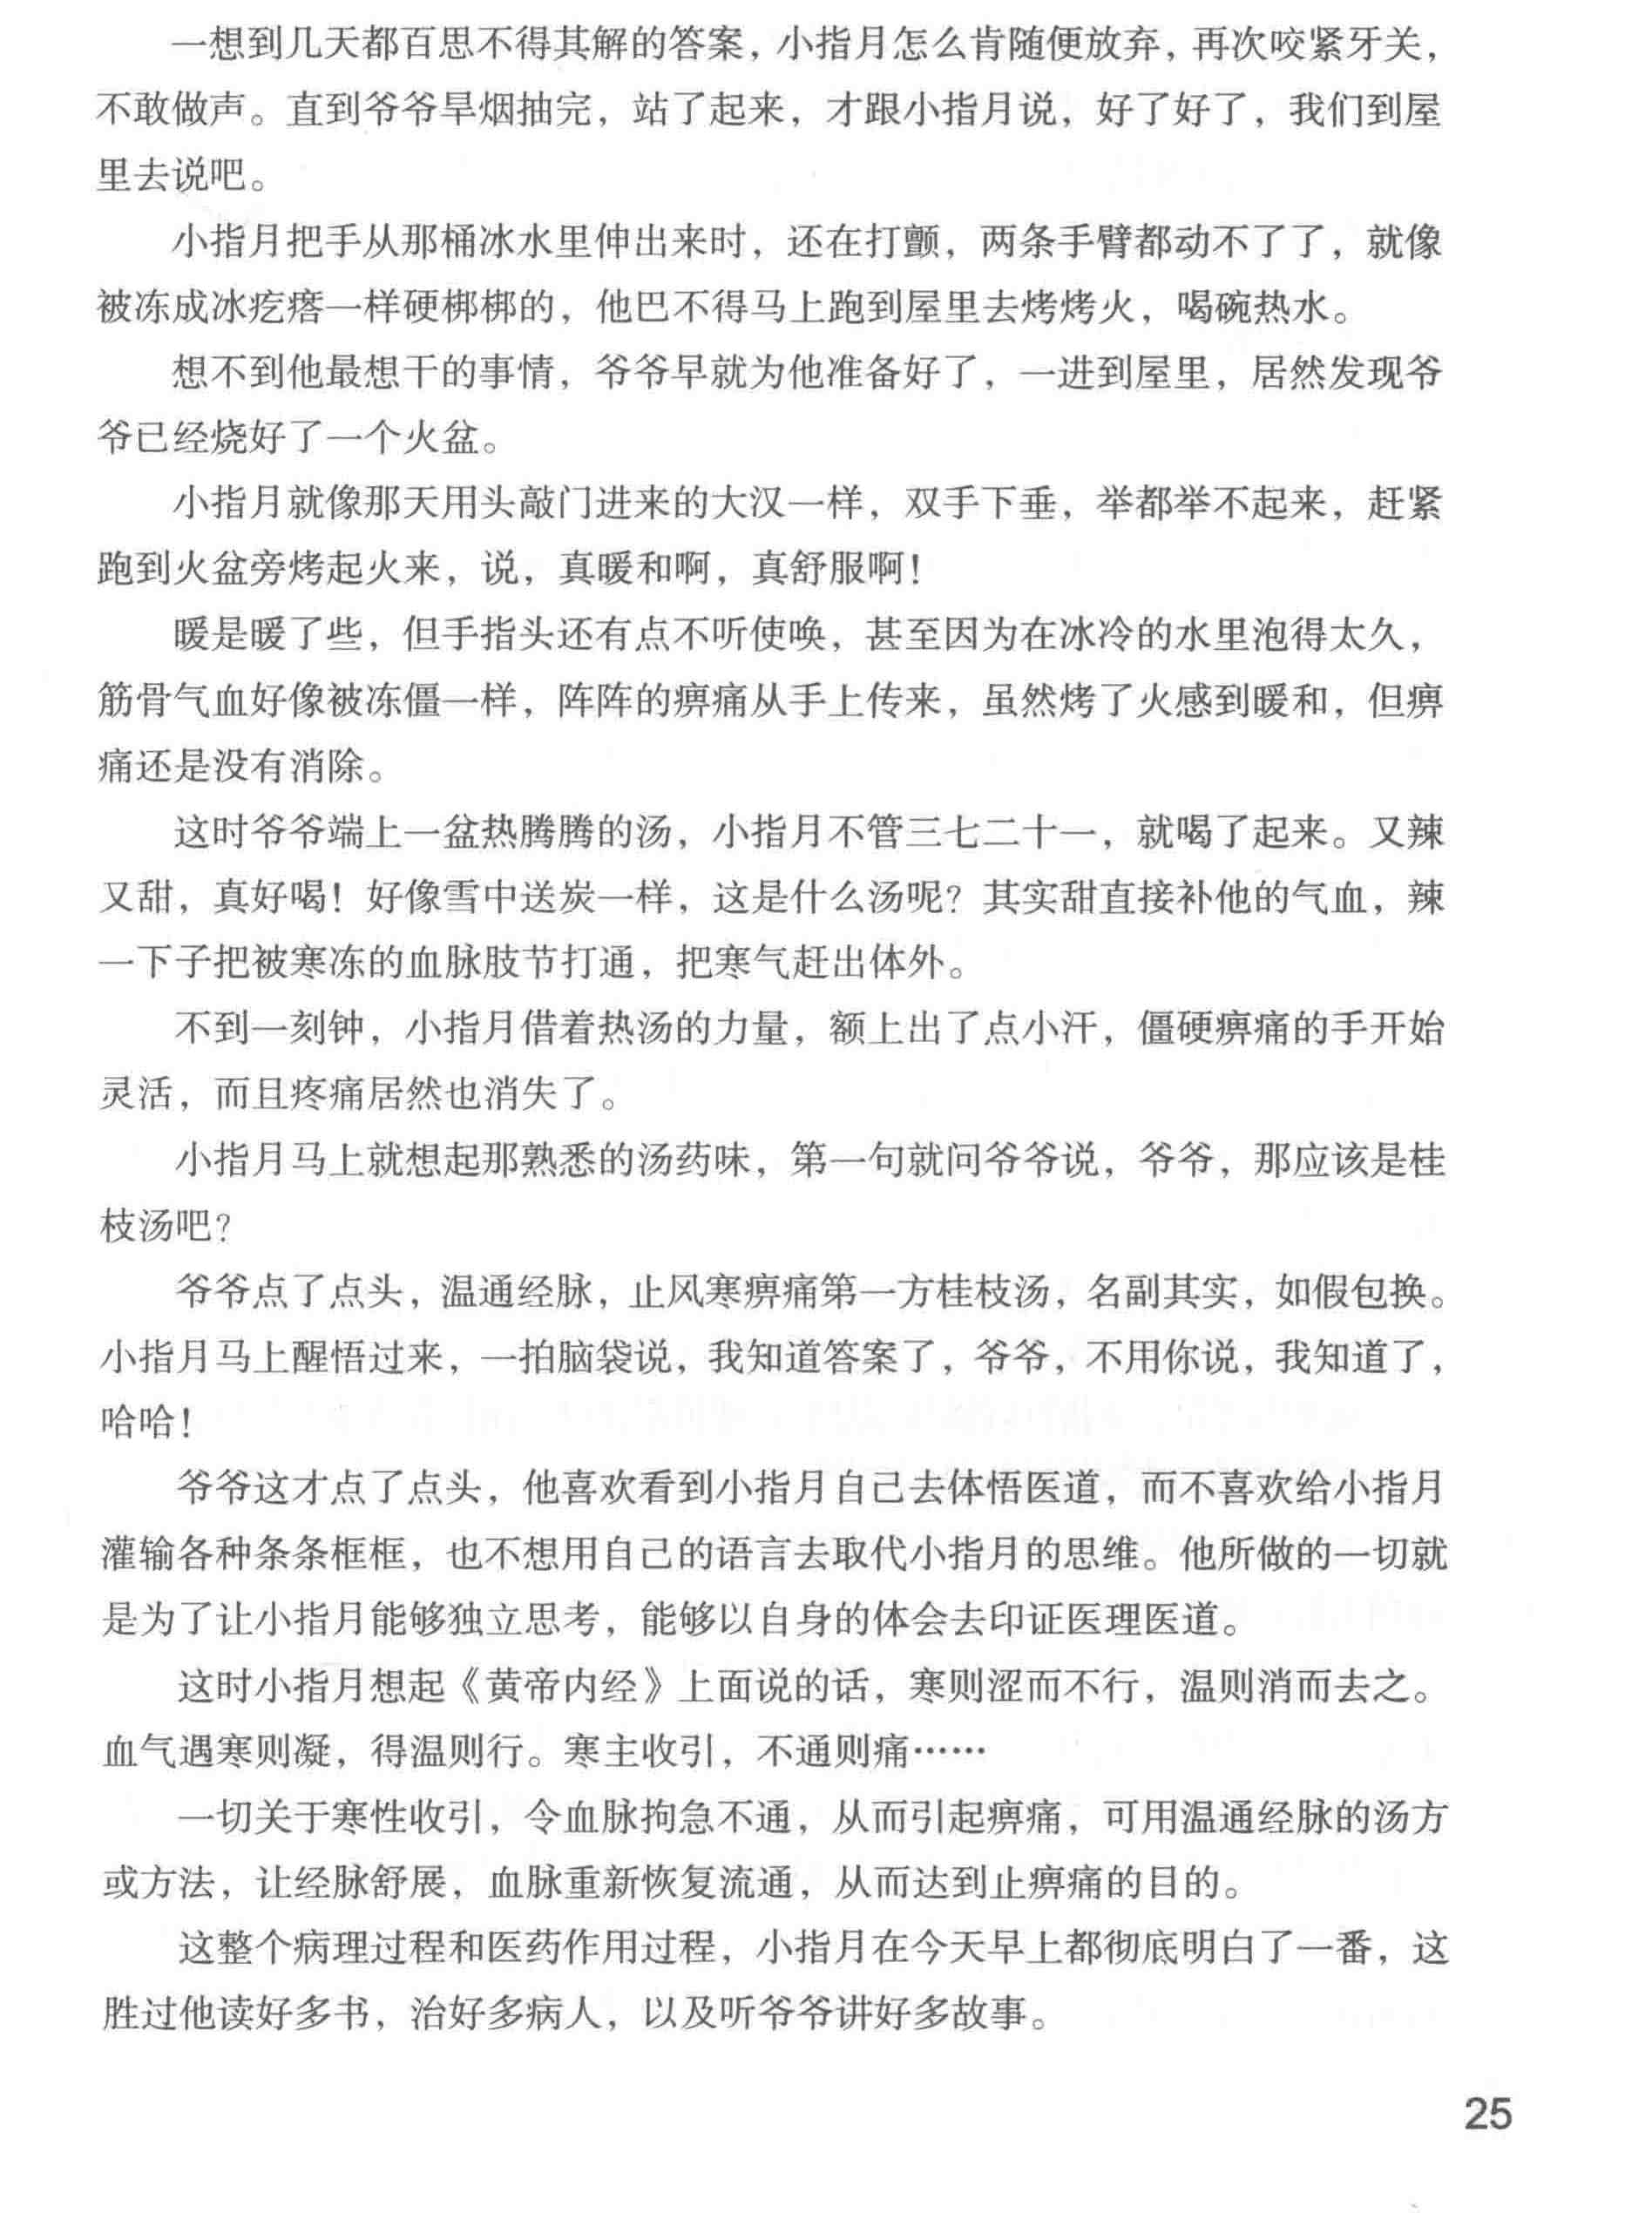 一想到几天都百思不得其解的答案，小指月怎么肯随便放弃，再次咬紧牙关，
不敢做声。直到爷爷旱烟抽完，站了起来，才跟小指月说，好了好了，我们到屋
里去说吧。
小指月把手从那桶冰水里伸出来时，还在打颤，两条手臂都动不了了，就像
被冻成冰疙瘩一样硬梆梆的，他巴不得马上跑到屋里去烤烤火，喝碗热水。
想不到他最想干的事情，爷爷早就为他准备好了，一进到屋里，居然发现爷
爷已经烧好了一个火盆。
小指月就像那天用头敲门进来的大汉一样，双手下垂，举都举不起来，赶紧
跑到火盆旁烤起火来，说，真暖和啊，真舒服啊！
暖是暖了些，但手指头还有点不听使唤，甚至因为在冰冷的水里泡得太久，
筋骨气血好像被冻僵一样，阵阵的痹痛从手上传来，虽然烤了火感到暖和，但痹
痛还是没有消除。
这时爷爷端上一盆热腾腾的汤，小指月不管三七二十一，就喝了起来。又辣
又甜，真好喝！好像雪中送炭一样，这是什么汤呢？其实甜直接补他的气血，辣
一下子把被寒冻的血脉肢节打通，把寒气赶出体外。
不到一刻钟，小指月借着热汤的力量，额上出了点小汗，僵硬痹痛的手开始
灵活，而且疼痛居然也消失了。
小指月马上就想起那熟悉的汤药味，第一句就问爷爷说，爷爷，那应该是桂
枝汤吧？
爷爷点了点头，温通经脉，止风寒痹痛第一方桂枝汤，名副其实，如假包换。
小指月马上醒悟过来，一拍脑袋说，我知道答案了，爷爷，不用你说，我知道了，
哈哈！
爷爷这才点了点头，他喜欢看到小指月自己去体悟医道，而不喜欢给小指月
灌输各种条条框框，也不想用自己的语言去取代小指月的思维。他所做的一切就
是为了让小指月能够独立思考，能够以自身的体会去印证医理医道。
这时小指月想起《黄帝内经》上面说的话，寒则涩而不行，温则消而去之。
血气遇寒则凝，得温则行。寒主收引，不通则痛……
一切关于寒性收引，令血脉拘急不通，从而引起痹痛，可用温通经脉的汤方
或方法，让经脉舒展，血脉重新恢复流通，从而达到止痹痛的目的。
这整个病理过程和医药作用过程，小指月在今天早上都彻底明白了一番，这
胜过他读好多书，治好多病人，以及听爷爷讲好多故事。
25